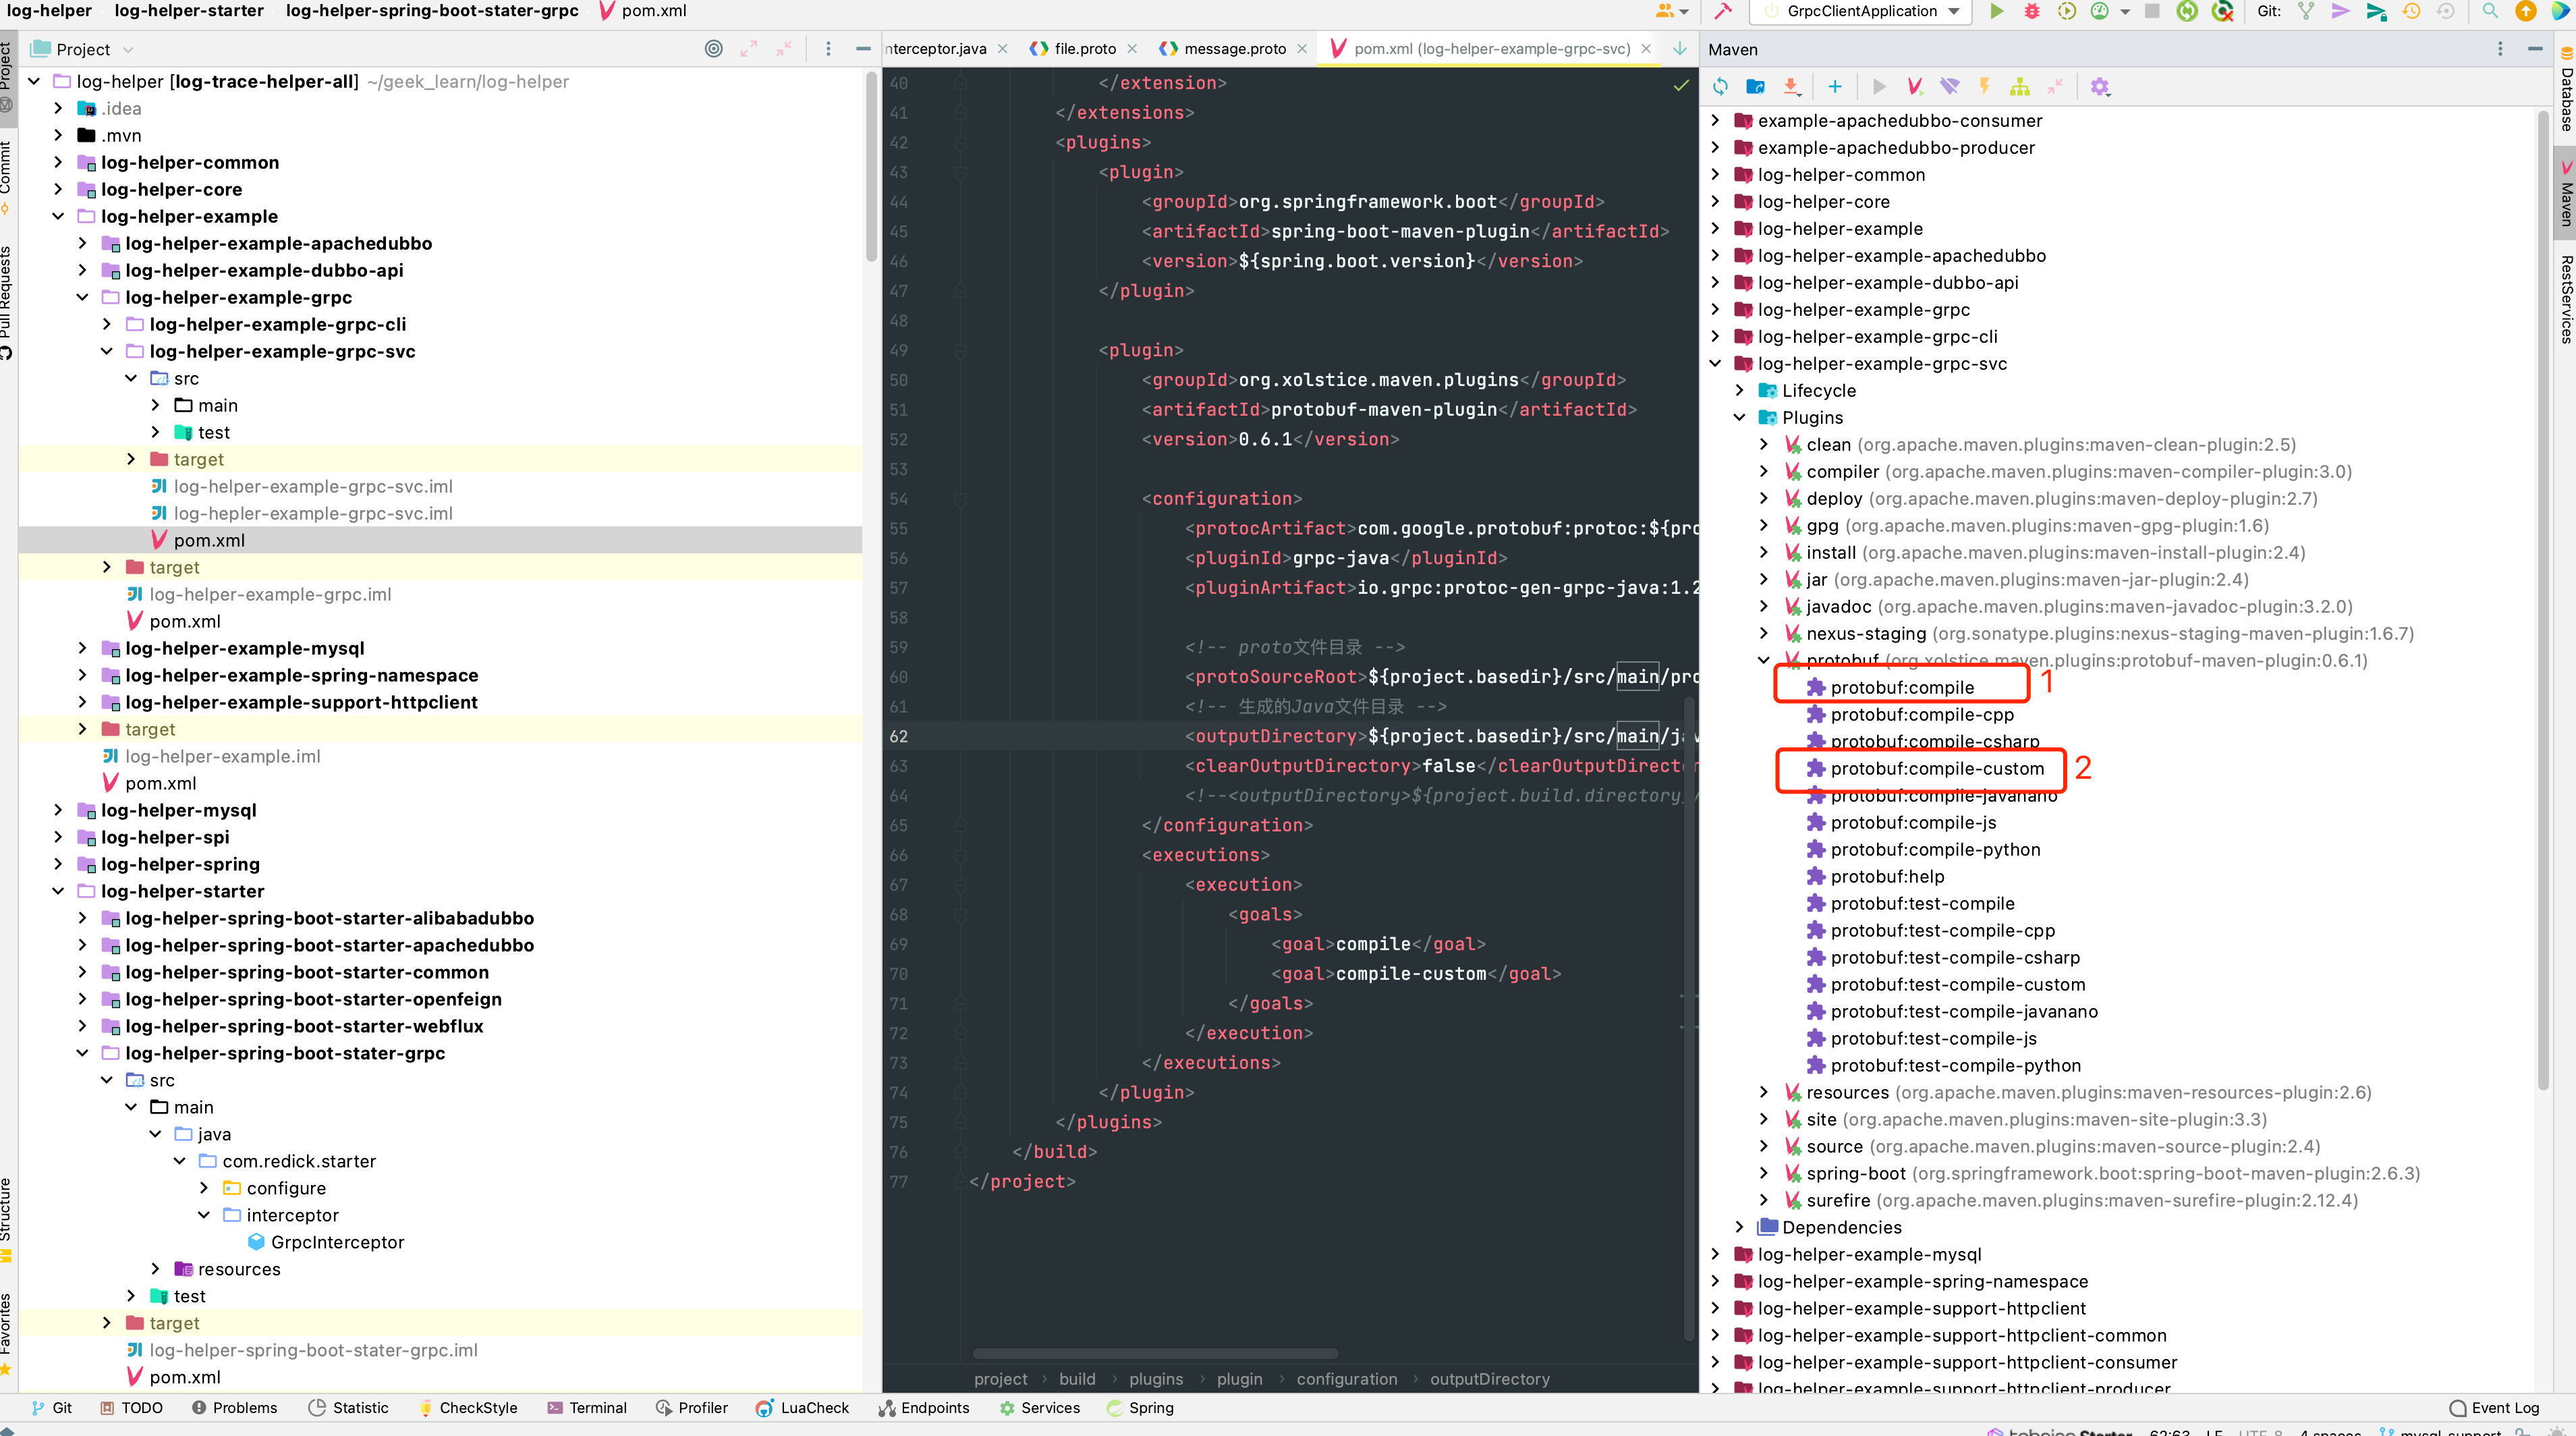 log-helper log-helper-starter log-helper-spring-boot-stater-grpc pom.xml
GrpcClientApplication Git:
Project
nterceptor.java file.proto message.proto pom.xml (log-helper-example-grpc-svc)
Maven
Project
Commit
Pull Requests
Structure
Favorites
log-helper [log-trace-helper-all] ~/geek_learn/log-helper
.idea
.mvn
log-helper-common
log-helper-core
log-helper-example
log-helper-example-apachedubbo
log-helper-example-dubbo-api
log-helper-example-grpc
log-helper-example-grpc-cli
log-helper-example-grpc-svc
src
main
test
target
log-helper-example-grpc-svc.iml
log-hepler-example-grpc-svc.iml
pom.xml
target
log-helper-example-grpc.iml
pom.xml
log-helper-example-mysql
log-helper-example-spring-namespace
log-helper-example-support-httpclient
target
log-helper-example.iml
pom.xml
log-helper-mysql
log-helper-spi
log-helper-spring
log-helper-starter
log-helper-spring-boot-starter-alibabadubbo
log-helper-spring-boot-starter-apachedubbo
log-helper-spring-boot-starter-common
log-helper-spring-boot-starter-openfeign
log-helper-spring-boot-starter-webflux
log-helper-spring-boot-stater-grpc
src
main
java
com.redick.starter
configure
interceptor
GrpcInterceptor
resources
test
target
log-helper-spring-boot-stater-grpc.iml
pom.xml
40 </extension>
41 </extensions>
42 <plugins>
43 <plugin>
44 <groupId>org.springframework.boot</groupId>
45 <artifactId>spring-boot-maven-plugin</artifactId>
46 <version>${spring.boot.version}</version>
47 </plugin>
48
49 <plugin>
50 <groupId>org.xolstice.maven.plugins</groupId>
51 <artifactId>protobuf-maven-plugin</artifactId>
52 <version>0.6.1</version>
53
54 <configuration>
55 <protocArtifact>com.google.protobuf:protoc:${pro
56 <pluginId>grpc-java</pluginId>
57 <pluginArtifact>io.grpc:protoc-gen-grpc-java:1.2
58
59 <!-- proto文件目录 -->
60 <protoSourceRoot>${project.basedir}/src/main/pro
61 <!-- 生成的Java文件目录 -->
62 <outputDirectory>${project.basedir}/src/main/jav
63 <clearOutputDirectory>false</clearOutputDirector
64 <!--<outputDirectory>${project.build.directory}/
65 </configuration>
66 <executions>
67 <execution>
68 <goals>
69 <goal>compile</goal>
70 <goal>compile-custom</goal>
71 </goals>
72 </execution>
73 </executions>
74 </plugin>
75 </plugins>
76 </build>
77 </project>
project build plugins plugin configuration outputDirectory
example-apachedubbo-consumer
example-apachedubbo-producer
log-helper-common
log-helper-core
log-helper-example
log-helper-example-apachedubbo
log-helper-example-dubbo-api
log-helper-example-grpc
log-helper-example-grpc-cli
log-helper-example-grpc-svc
Lifecycle
Plugins
clean (org.apache.maven.plugins:maven-clean-plugin:2.5)
compiler (org.apache.maven.plugins:maven-compiler-plugin:3.0)
deploy (org.apache.maven.plugins:maven-deploy-plugin:2.7)
gpg (org.apache.maven.plugins:maven-gpg-plugin:1.6)
install (org.apache.maven.plugins:maven-install-plugin:2.4)
jar (org.apache.maven.plugins:maven-jar-plugin:2.4)
javadoc (org.apache.maven.plugins:maven-javadoc-plugin:3.2.0)
nexus-staging (org.sonatype.plugins:nexus-staging-maven-plugin:1.6.7)
protobuf (org.xolstice.maven.plugins:protobuf-maven-plugin:0.6.1)
protobuf:compile 1
protobuf:compile-cpp
protobuf:compile-csharp
protobuf:compile-custom 2
protobuf:compile-javanano
protobuf:compile-js
protobuf:compile-python
protobuf:help
protobuf:test-compile
protobuf:test-compile-cpp
protobuf:test-compile-csharp
protobuf:test-compile-custom
protobuf:test-compile-javanano
protobuf:test-compile-js
protobuf:test-compile-python
resources (org.apache.maven.plugins:maven-resources-plugin:2.6)
site (org.apache.maven.plugins:maven-site-plugin:3.3)
source (org.apache.maven.plugins:maven-source-plugin:2.4)
spring-boot (org.springframework.boot:spring-boot-maven-plugin:2.6.3)
surefire (org.apache.maven.plugins:maven-surefire-plugin:2.12.4)
Dependencies
log-helper-example-mysql
log-helper-example-spring-namespace
log-helper-example-support-httpclient
log-helper-example-support-httpclient-common
log-helper-example-support-httpclient-consumer
log-helper-example-support-httpclient-producer
Database
Maven
RestServices
Git TODO Problems Statistic CheckStyle Terminal Profiler LuaCheck Endpoints Services Spring Event Log
62:63 LF UTF-8 4 spaces mysql-support